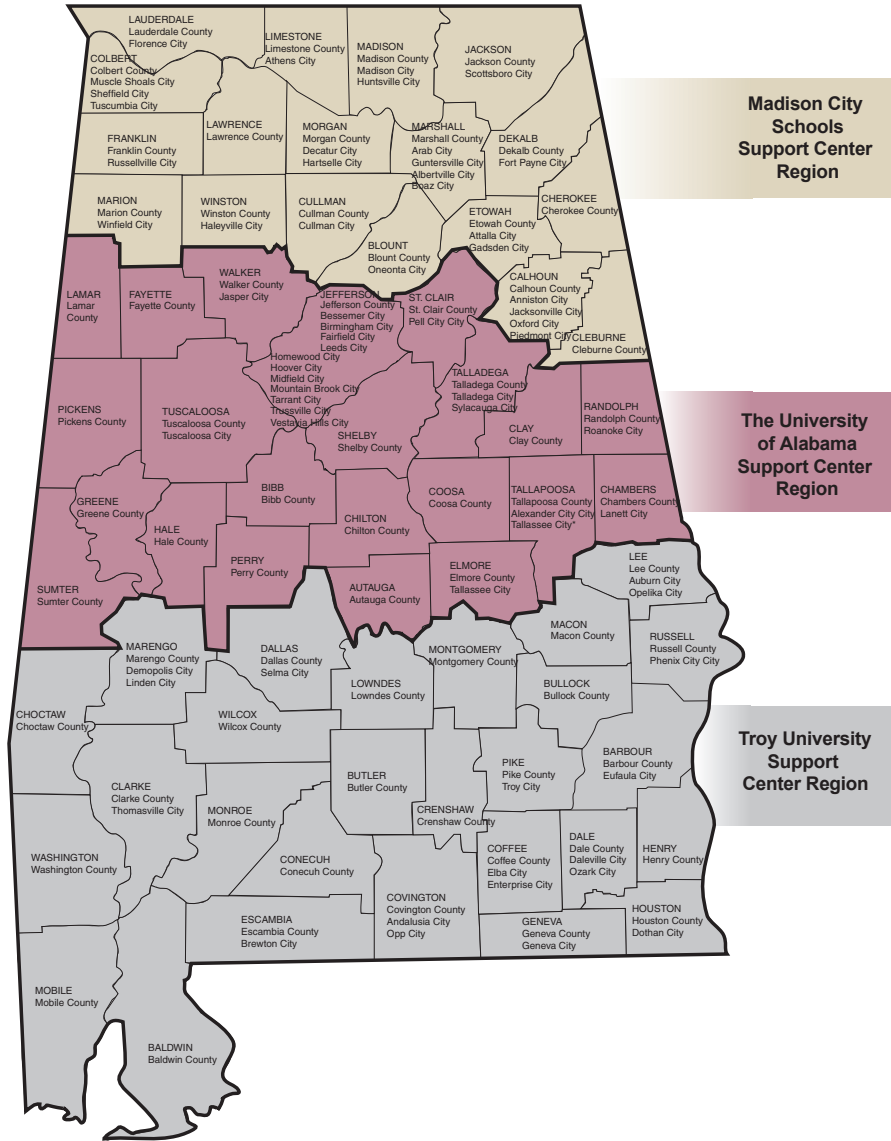 LAUDERDALE
Lauderdale County
Florence City
LIMESTONE
Limestone County
Athens City
MADISON
Madison County
Madison City
Huntsville City
JACKSON
Jackson County
Scottsboro City
COLBERT
Colbert County
Muscle Shoals City
Sheffield City
Tuscumbia City
FRANKLIN
Franklin County
Russellville City
LAWRENCE
Lawrence County
MORGAN
Morgan County
Decatur City
Hartselle City
MARSHALL
Marshall County
Arab City
Guntersville City
Albertville City
Boaz City
DEKALB
Dekalb County
Fort Payne City
Madison City
Schools
Support Center
Region
MARION
Marion County
Winfield City
WINSTON
Winston County
Haleyville City
CULLMAN
Cullman County
Cullman City
BLOUNT
Blount County
Oneonta City
ETOWAH
Etowah County
Attalla City
Gadsden City
CHEROKEE
Cherokee County
CALHOUN
Calhoun County
Anniston City
Jacksonville City
Oxford City
Piedmont City
CLEBURNE
Cleburne County
LAMAR
Lamar
County
FAYETTE
Fayette County
WALKER
Walker County
Jasper City
JEFFERSON
Jefferson County
Bessemer City
Birmingham City
Fairfield City
Leeds City
Homewood City
Hoover City
Midfield City
Mountain Brook City
Tarrant City
Trussville City
Vestavia Hills City
ST. CLAIR
St. Clair County
Pell City City
TALLADEGA
Talladega County
Talladega City
Sylacauga City
PICKENS
Pickens County
TUSCALOOSA
Tuscaloosa County
Tuscaloosa City
SHELBY
Shelby County
CLAY
Clay County
RANDOLPH
Randolph County
Roanoke City
The University
of Alabama
Support Center
Region
GREENE
Greene County
HALE
Hale County
BIBB
Bibb County
PERRY
Perry County
CHILTON
Chilton County
COOSA
Coosa County
TALLAPOOSA
Tallapoosa County
Alexander City City
Tallassee City*
CHAMBERS
Chambers County
Lanett City
SUMTER
Sumter County
AUTAUGA
Autauga County
ELMORE
Elmore County
Tallassee City
LEE
Lee County
Auburn City
Opelika City
MARENGO
Marengo County
Demopolis City
Linden City
DALLAS
Dallas County
Selma City
LOWNDES
Lowndes County
MONTGOMERY
Montgomery County
MACON
Macon County
RUSSELL
Russell County
Phenix City City
BULLOCK
Bullock County
CHOCTAW
Choctaw County
WILCOX
Wilcox County
BUTLER
Butler County
CRENSHAW
Crenshaw County
PIKE
Pike County
Troy City
BARBOUR
Barbour County
Eufaula City
Troy University
Support
Center Region
CLARKE
Clarke County
Thomasville City
MONROE
Monroe County
WASHINGTON
Washington County
CONECUH
Conecuh County
COFFEE
Coffee County
Elba City
Enterprise City
DALE
Dale County
Daleville City
Ozark City
HENRY
Henry County
ESCAMBIA
Escambia County
Brewton City
COVINGTON
Covington County
Andalusia City
Opp City
GENEVA
Geneva County
Geneva City
HOUSTON
Houston County
Dothan City
MOBILE
Mobile County
BALDWIN
Baldwin County